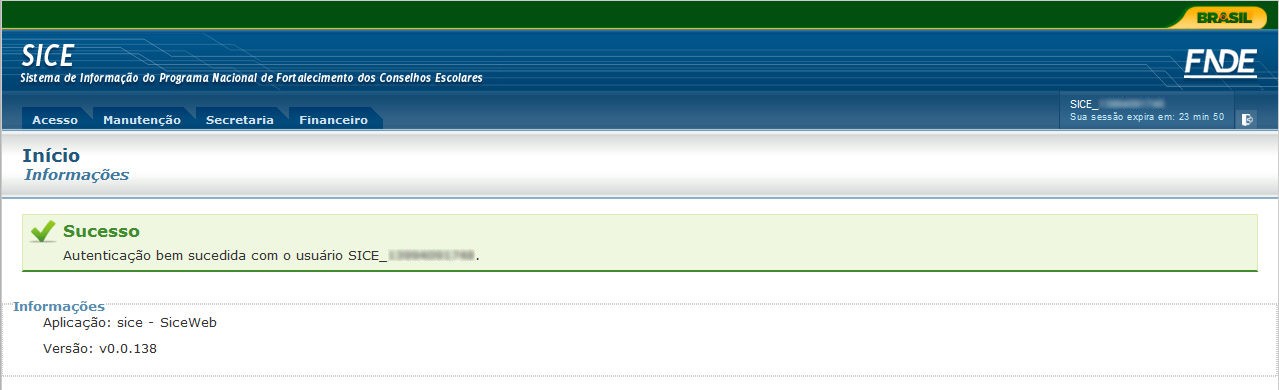 BRASIL
SICE
Sistema de Informação do Programa Nacional de Fortalecimento dos Conselhos Escolares
FNDE
SICE_
Sua sessão expira em: 23 min 50
Acesso Manutenção Secretaria Financeiro
Início
Informações
Sucesso
Autenticação bem sucedida com o usuário SICE_ .
Informações
Aplicação: sice - SiceWeb
Versão: v0.0.138